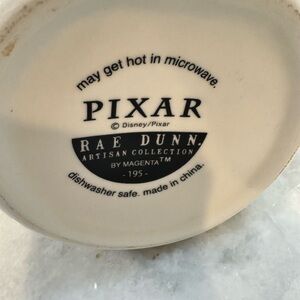 may get hot in microwave.
PIXAR
© Disney/Pixar
RAE DUNN.
ARTISAN COLLECTION
BY MAGENTA™
- 195 -
dishwasher safe. made in china.